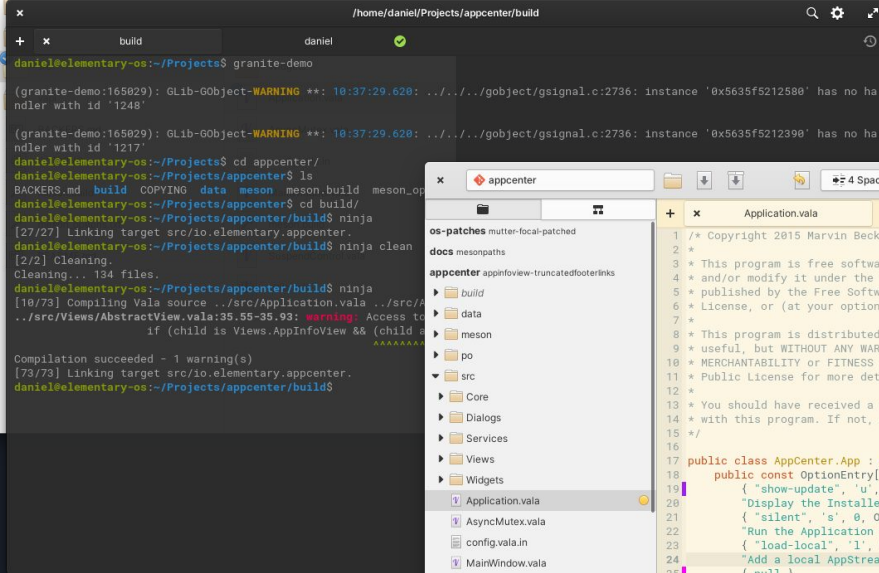 /home/daniel/Projects/appcenter/build
build
daniel
daniel@elementary-os:~/Projects$ granite-demo
(granite-demo:165029): GLib-GObject-WARNING **: 10:37:29.620: ../../../gobject/gsignal.c:2736: instance '0x5635f5212580' has no ha
ndler with id '1248'
(granite-demo:165029): GLib-GObject-WARNING **: 10:37:29.620: ../../../gobject/gsignal.c:2736: instance '0x5635f5212390' has no ha
ndler with id '1217'
daniel@elementary-os:~/Projects$ cd appcenter/
daniel@elementary-os:~/Projects/appcenter$ ls
BACKERS.md build COPYING data meson meson.build meson_op
daniel@elementary-os:~/Projects/appcenter$ cd build/
daniel@elementary-os:~/Projects/appcenter/build$ ninja
[27/27] Linking target src/io.elementary.appcenter.
daniel@elementary-os:~/Projects/appcenter/build$ ninja clean
[2/2] Cleaning.
Cleaning... 134 files.
daniel@elementary-os:~/Projects/appcenter/build$ ninja
[10/73] Compiling Vala source ../src/Application.vala ../src/A
../src/Views/AbstractView.vala:35.55-35.93: warning: Access to
if (child is Views.AppInfoView && (child a
^^^^^^^^
Compilation succeeded - 1 warning(s)
[73/73] Linking target src/io.elementary.appcenter.
daniel@elementary-os:~/Projects/appcenter/build$
appcenter
4 Spac
os-patches mutter-focal-patched
docs mesonpaths
appcenter appinfoview-truncatedfooterlinks
build
data
meson
po
src
Core
Dialogs
Services
Views
Widgets
Application.vala
AsyncMutex.vala
config.vala.in
MainWindow.vala
Application.vala
1 /* Copyright 2015 Marvin Beck
2 *
3 * This program is free softwa
4 * and/or modify it under the
5 * published by the Free Softw
6 * License, or (at your option
7 *
8 * This program is distributed
9 * useful, but WITHOUT ANY WAR
10 * MERCHANTABILITY or FITNESS
11 * Public License for more det
12 *
13 * You should have received a
14 * with this program. If not,
15 */
16
17 public class AppCenter.App :
18 public const OptionEntry[
19 { "show-update", 'u',
20 "Display the Installe
21 { "silent", 's', 0, O
22 "Run the Application
23 { "load-local", 'l',
24 "Add a local AppStrea
25 { null }